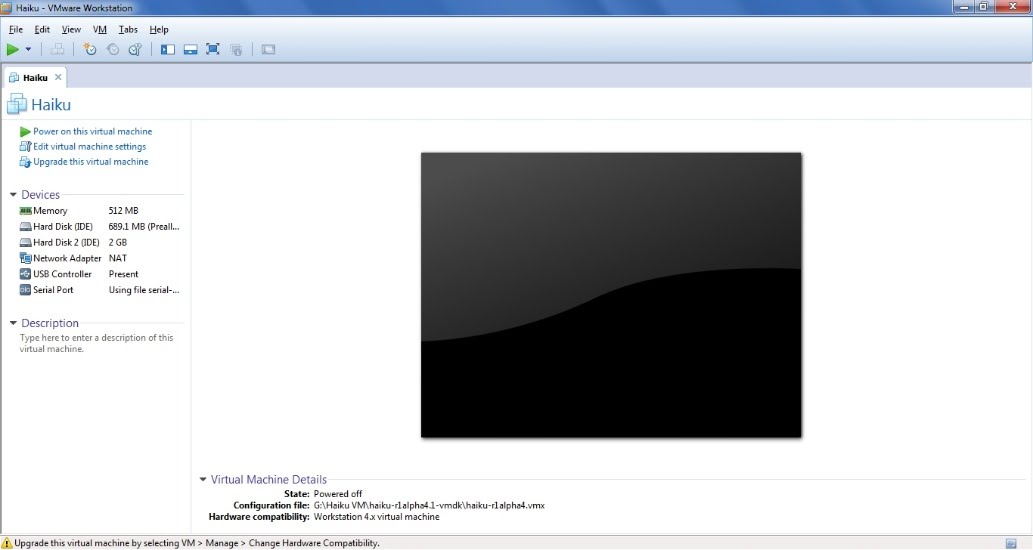 Haiku - VMware Workstation
File Edit View VM Tabs Help
Haiku
Haiku
Power on this virtual machine
Edit virtual machine settings
Upgrade this virtual machine
Devices
Memory 512 MB
Hard Disk (IDE) 689.1 MB (Preall...
Hard Disk 2 (IDE) 2 GB
Network Adapter NAT
USB Controller Present
Serial Port Using file serial-...
Description
Type here to enter a description of this
virtual machine.
Virtual Machine Details
State: Powered off
Configuration file: G:\Haiku VM\haiku-r1alpha4.1-vmdk\haiku-r1alpha4.vmx
Hardware compatibility: Workstation 4.x virtual machine
Upgrade this virtual machine by selecting VM > Manage > Change Hardware Compatibility.